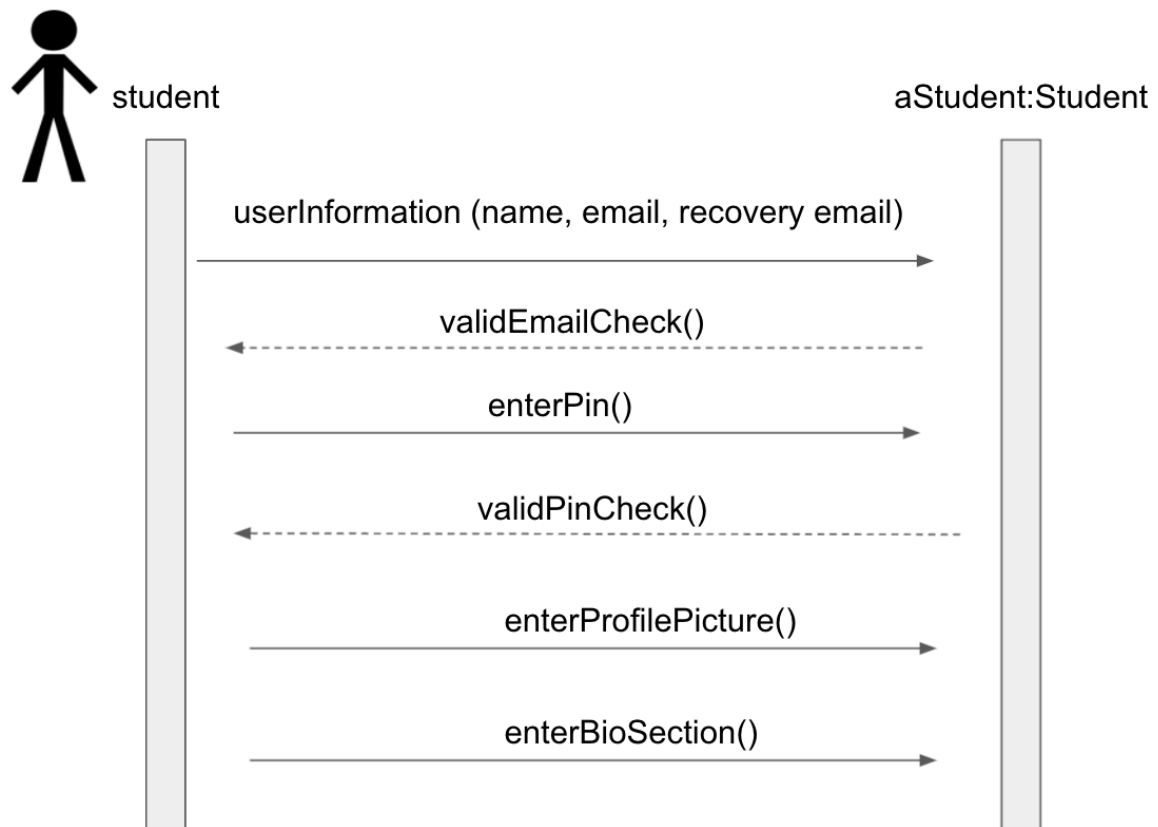 student
aStudent:Student
userInformation (name, email, recovery email)
validEmailCheck()
enterPin()
validPinCheck()
enterProfilePicture()
enterBioSection()